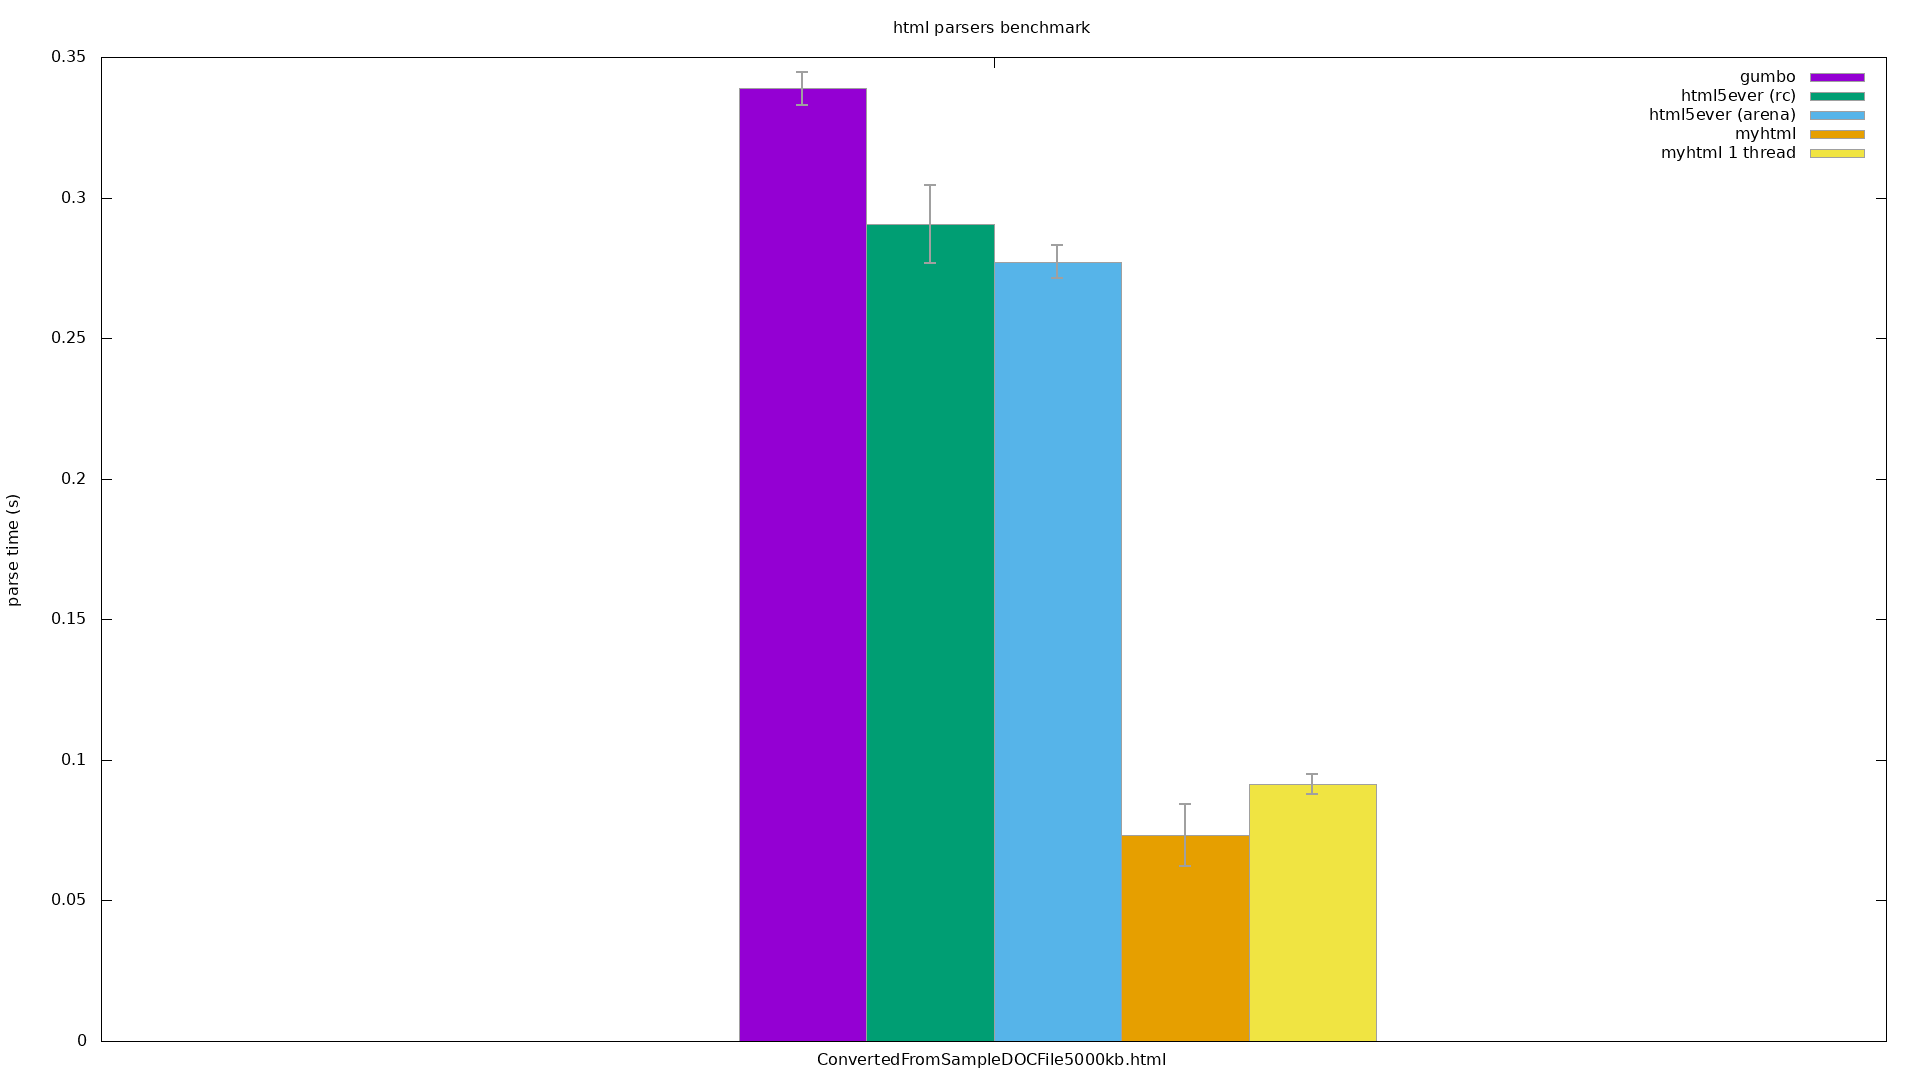 html parsers benchmark
0.35
0.3
0.25
0.2
0.15
0.1
0.05
0
parse time (s)
gumbo
html5ever (rc)
html5ever (arena)
myhtml
myhtml 1 thread
ConvertedFromSampleDOCFile5000kb.html